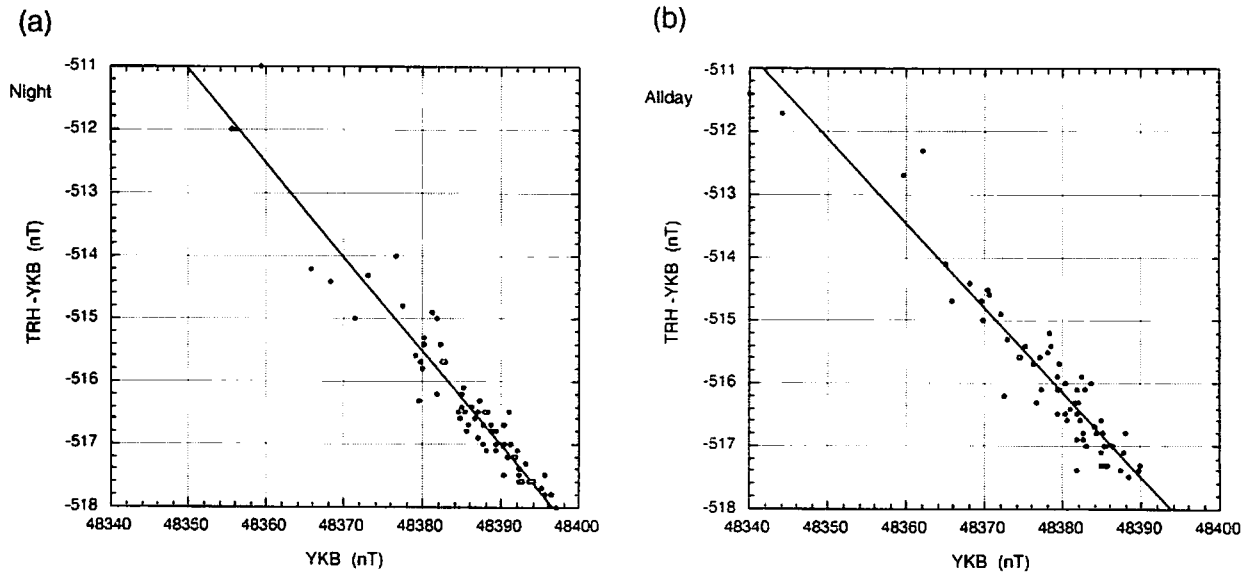 (a)
Night
TRH -YKB (nT)
-511
-512
-513
-514
-515
-516
-517
-518
48340 48350 48360 48370 48380 48390 48400
YKB (nT)
(b)
Allday
TRH -YKB (nT)
-511
-512
-513
-514
-515
-516
-517
-518
48340 48350 48360 48370 48380 48390 48400
YKB (nT)